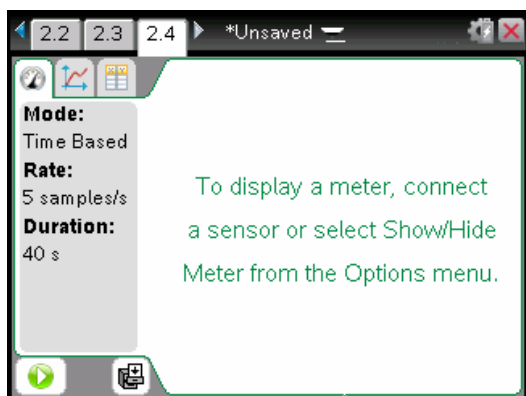 2.2 2.3 2.4 *Unsaved
Mode:
Time Based
Rate:
5 samples/s
Duration:
40 s
To display a meter, connect
a sensor or select Show/Hide
Meter from the Options menu.